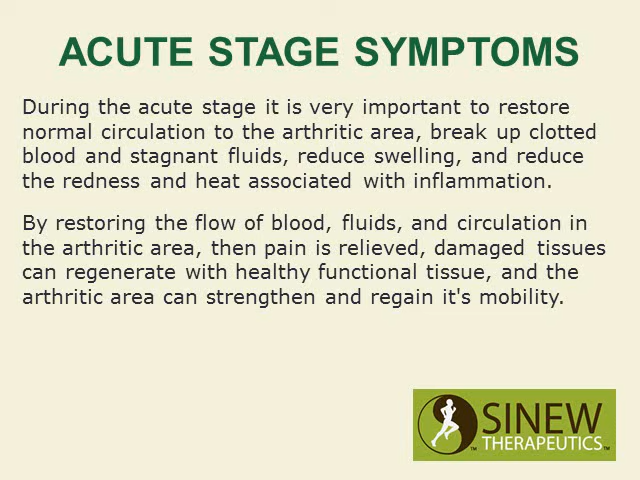 ACUTE STAGE SYMPTOMS
During the acute stage it is very important to restore
normal circulation to the arthritic area, break up clotted
blood and stagnant fluids, reduce swelling, and reduce
the redness and heat associated with inflammation.
By restoring the flow of blood, fluids, and circulation in
the arthritic area, then pain is relieved, damaged tissues
can regenerate with healthy functional tissue, and the
arthritic area can strengthen and regain it's mobility.
SINEW
™ THERAPEUTICS™